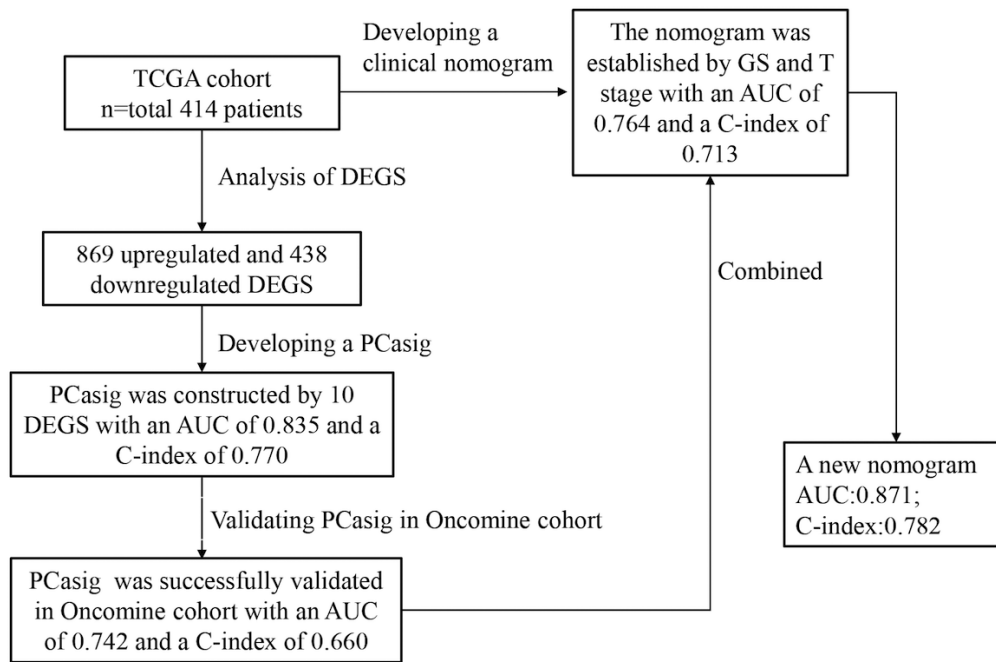 TCGA cohort
n=total 414 patients
Developing a
clinical nomogram
The nomogram was
established by GS and T
stage with an AUC of
0.764 and a C-index of
0.713
Analysis of DEGS
869 upregulated and 438
downregulated DEGS
Developing a PCasig
PCasig was constructed by 10
DEGS with an AUC of 0.835 and a
C-index of 0.770
Validating PCasig in Oncomine cohort
PCasig was successfully validated
in Oncomine cohort with an AUC
of 0.742 and a C-index of 0.660
Combined
A new nomogram
AUC:0.871;
C-index:0.782